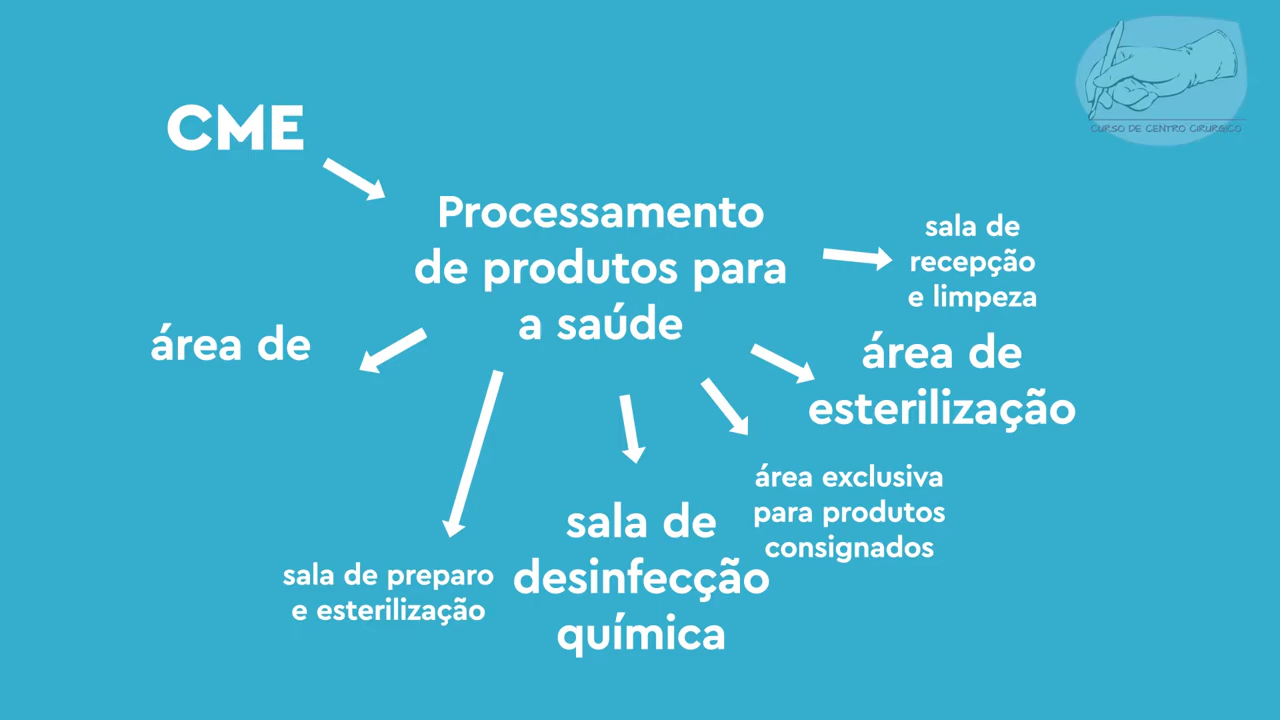 CURSO DE CENTRO CIRÚRGICO
CME
Processamento
de produtos para
a saúde
sala de
recepção
e limpeza
área de
área de
esterilização
área exclusiva
para produtos
consignados
sala de
desinfecção
química
sala de preparo
e esterilização